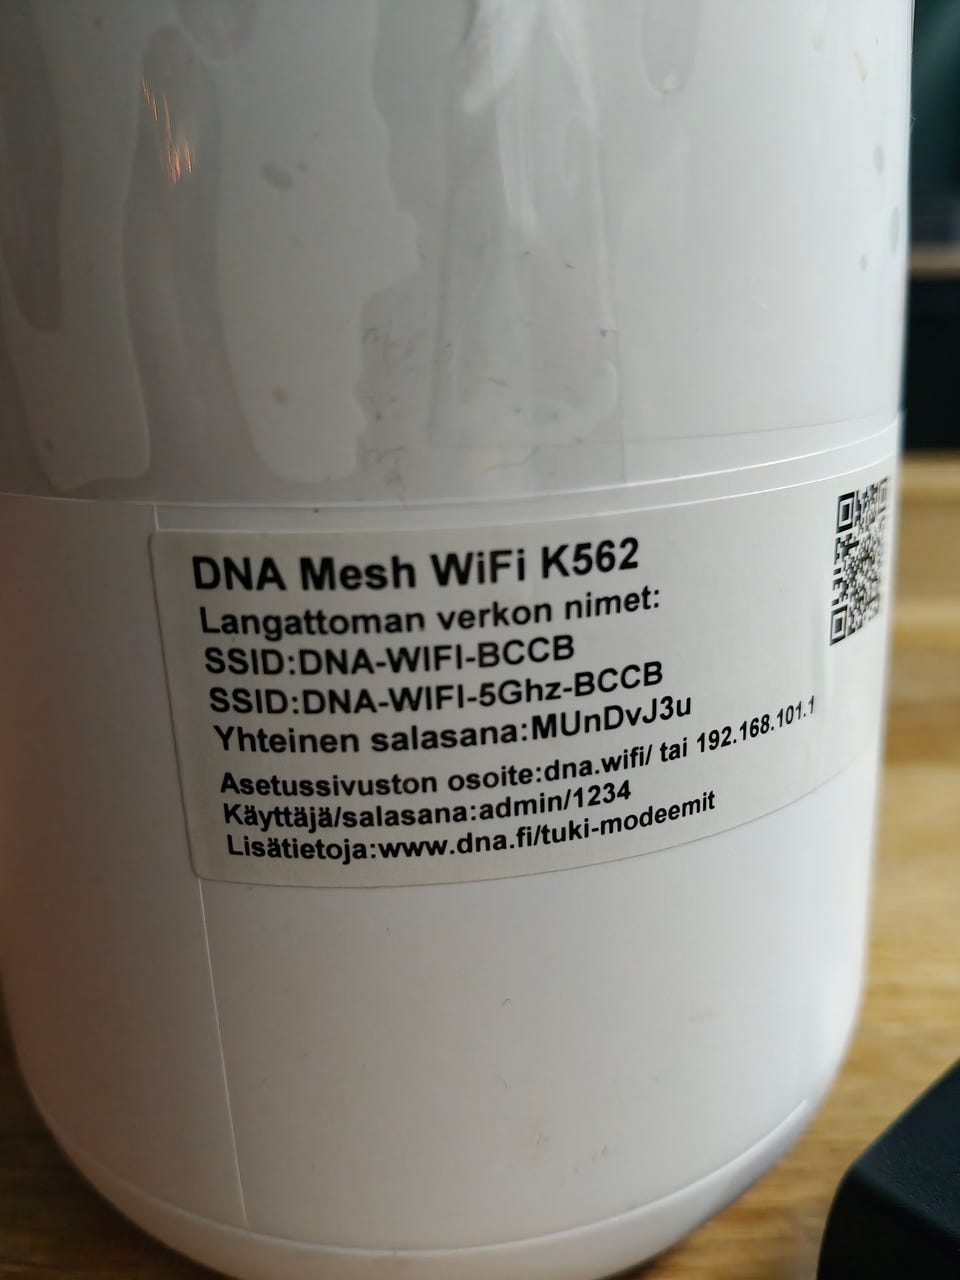 DNA Mesh WiFi K562
Langattoman verkon nimet:
SSID:DNA-WIFI-BCCB
SSID:DNA-WIFI-5Ghz-BCCB
Yhteinen salasana:MUnDvJ3u
Asetussivuston osoite:dna.wifi/ tai 192.168.101.1
Käyttäjä/salasana:admin/1234
Lisätietoja:www.dna.fi/tuki-modeemit